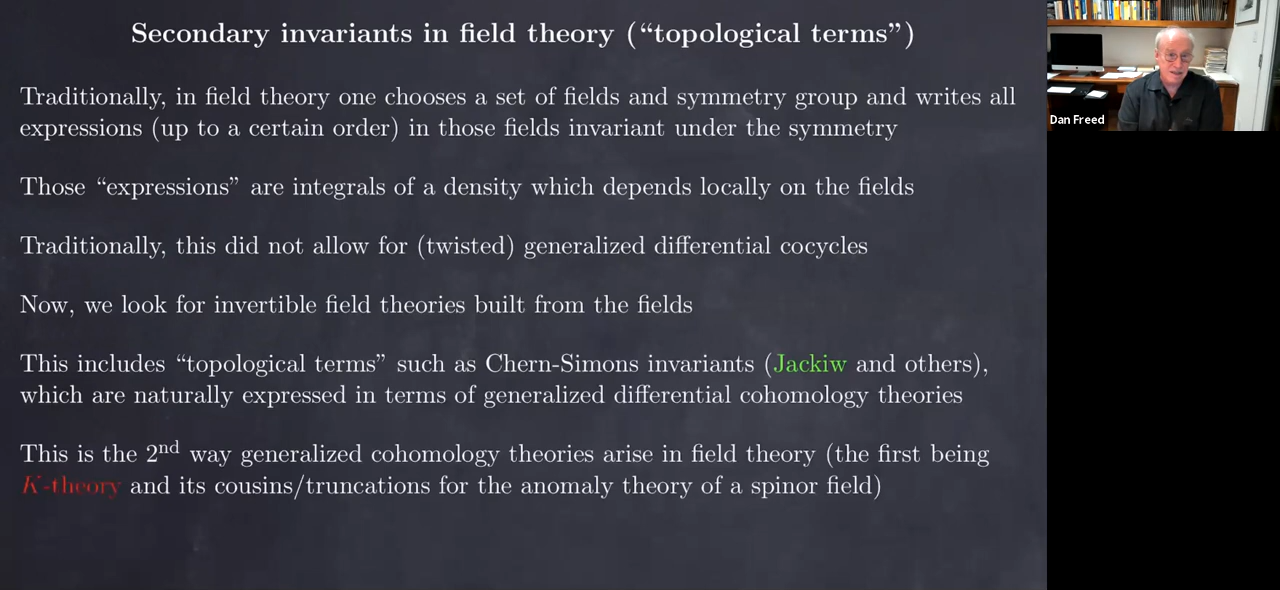 Secondary invariants in field theory (“topological terms”)
Traditionally, in field theory one chooses a set of fields and symmetry group and writes all
expressions (up to a certain order) in those fields invariant under the symmetry
Those “expressions” are integrals of a density which depends locally on the fields
Traditionally, this did not allow for (twisted) generalized differential cocycles
Now, we look for invertible field theories built from the fields
This includes “topological terms” such as Chern-Simons invariants (Jackiw and others),
which are naturally expressed in terms of generalized differential cohomology theories
This is the 2nd way generalized cohomology theories arise in field theory (the first being
K-theory and its cousins/truncations for the anomaly theory of a spinor field)
Dan Freed